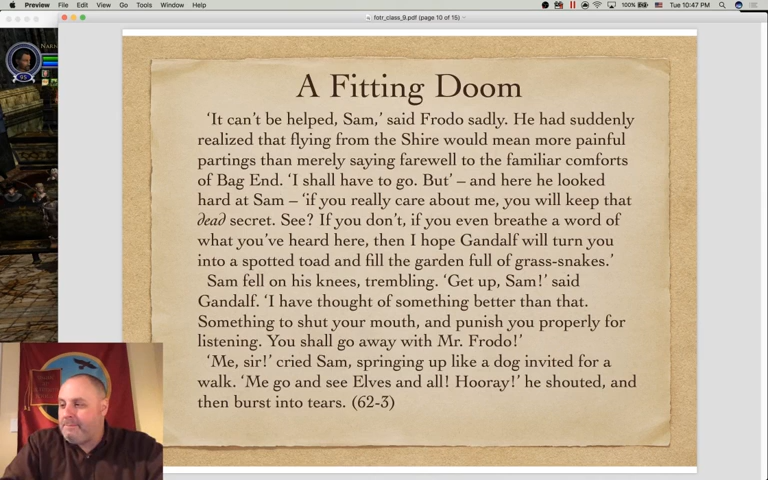 Preview File Edit View Go Tools Window Help
100% Tue 10:47 PM
fotr_class_9.pdf (page 10 of 15)
95
A Fitting Doom
‘It can’t be helped, Sam,’ said Frodo sadly. He had suddenly
realized that flying from the Shire would mean more painful
partings than merely saying farewell to the familiar comforts
of Bag End. ‘I shall have to go. But’ – and here he looked
hard at Sam – ‘if you really care about me, you will keep that
dead secret. See? If you don’t, if you even breathe a word of
what you’ve heard here, then I hope Gandalf will turn you
into a spotted toad and fill the garden full of grass-snakes.’
Sam fell on his knees, trembling. ‘Get up, Sam!’ said
Gandalf. ‘I have thought of something better than that.
Something to shut your mouth, and punish you properly for
listening. You shall go away with Mr. Frodo!’
‘Me, sir!’ cried Sam, springing up like a dog invited for a
walk. ‘Me go and see Elves and all! Hooray!’ he shouted, and
then burst into tears. (62-3)